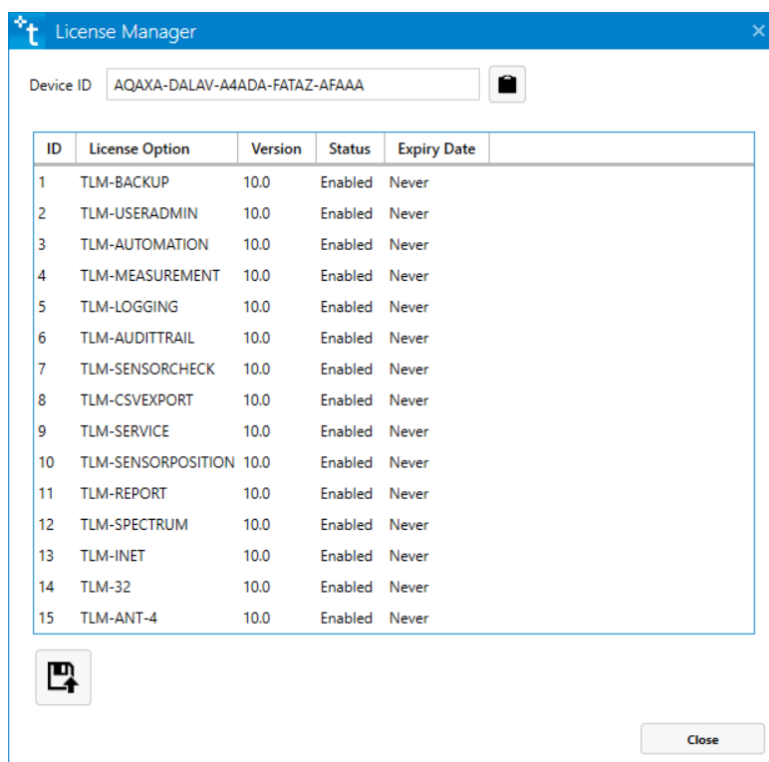 License Manager
Device ID AQAXA-DALAV-A4ADA-FATAZ-AFAAA
ID License Option Version Status Expiry Date
1 TLM-BACKUP 10.0 Enabled Never
2 TLM-USERADMIN 10.0 Enabled Never
3 TLM-AUTOMATION 10.0 Enabled Never
4 TLM-MEASUREMENT 10.0 Enabled Never
5 TLM-LOGGING 10.0 Enabled Never
6 TLM-AUDITTRAIL 10.0 Enabled Never
7 TLM-SENSORCHECK 10.0 Enabled Never
8 TLM-CSVEXPORT 10.0 Enabled Never
9 TLM-SERVICE 10.0 Enabled Never
10 TLM-SENSORPOSITION 10.0 Enabled Never
11 TLM-REPORT 10.0 Enabled Never
12 TLM-SPECTRUM 10.0 Enabled Never
13 TLM-INET 10.0 Enabled Never
14 TLM-32 10.0 Enabled Never
15 TLM-ANT-4 10.0 Enabled Never
Close